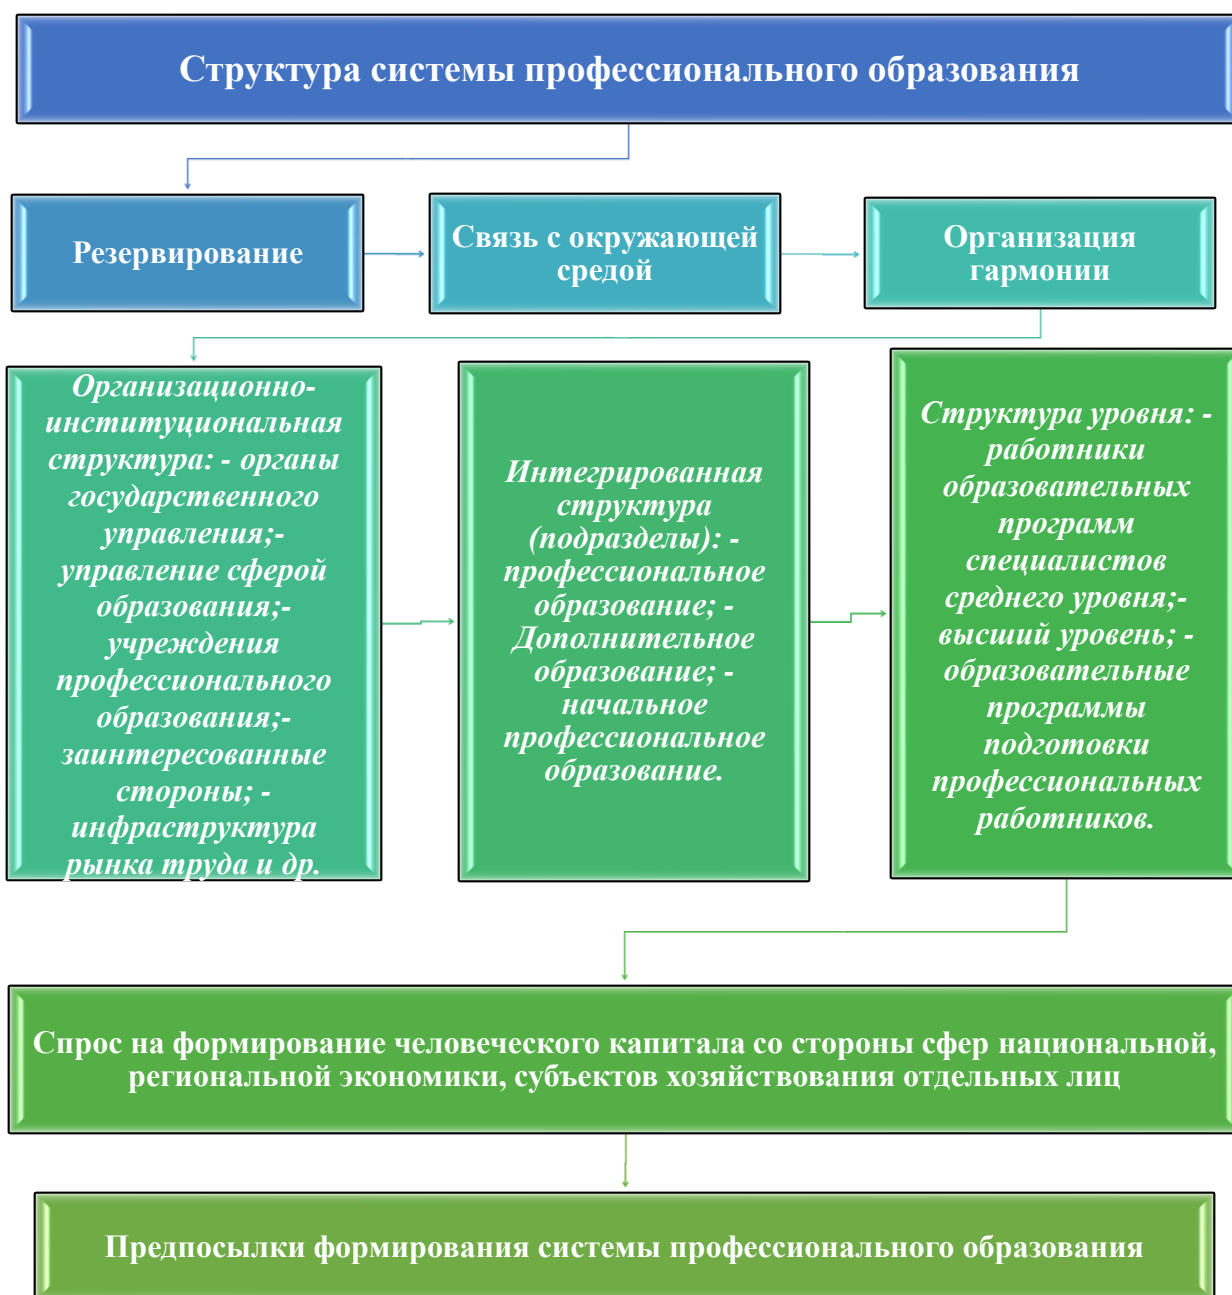 Структура системы профессионального образования
Резервирование
Связь с окружающей
средой
Организация
гармонии
Организационно-
институциональная
структура: - органы
государственного
управления;-
управление сферой
образования;-
учреждения
профессионального
образования;-
заинтересованные
стороны; -
инфраструктура
рынка труда и др.
Интегрированная
структура
(подразделы): -
профессиональное
образование; -
Дополнительное
образование; -
начальное
профессиональное
образование.
Структура уровня: -
работники
образовательных
программ
специалистов
среднего уровня;-
высший уровень; -
образовательные
программы
подготовки
профессиональных
работников.
Спрос на формирование человеческого капитала со стороны сфер национальной,
региональной экономики, субъектов хозяйствования отдельных лиц
Предпосылки формирования системы профессионального образования